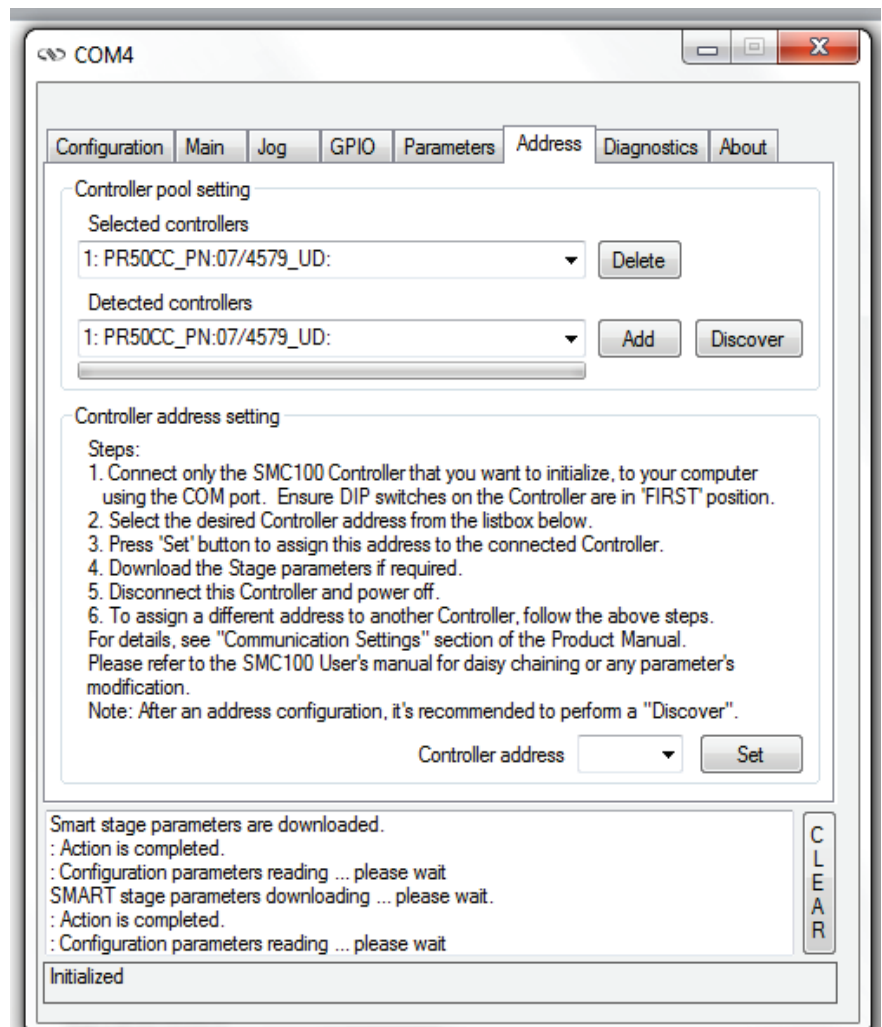 COM4
Configuration Main Jog GPIO Parameters Address Diagnostics About
Controller pool setting
Selected controllers
1: PR50CC_PN:07/4579_UD: Delete
Detected controllers
1: PR50CC_PN:07/4579_UD: Add Discover
Controller address setting
Steps:
1. Connect only the SMC100 Controller that you want to initialize, to your computer
using the COM port. Ensure DIP switches on the Controller are in 'FIRST' position.
2. Select the desired Controller address from the listbox below.
3. Press 'Set' button to assign this address to the connected Controller.
4. Download the Stage parameters if required.
5. Disconnect this Controller and power off.
6. To assign a different address to another Controller, follow the above steps.
For details, see "Communication Settings" section of the Product Manual.
Please refer to the SMC100 User's manual for daisy chaining or any parameter's
modification.
Note: After an address configuration, it's recommended to perform a "Discover".
Controller address Set
Smart stage parameters are downloaded.
: Action is completed.
: Configuration parameters reading ... please wait
SMART stage parameters downloading ... please wait.
: Action is completed.
: Configuration parameters reading ... please wait
CLEAR
Initialized